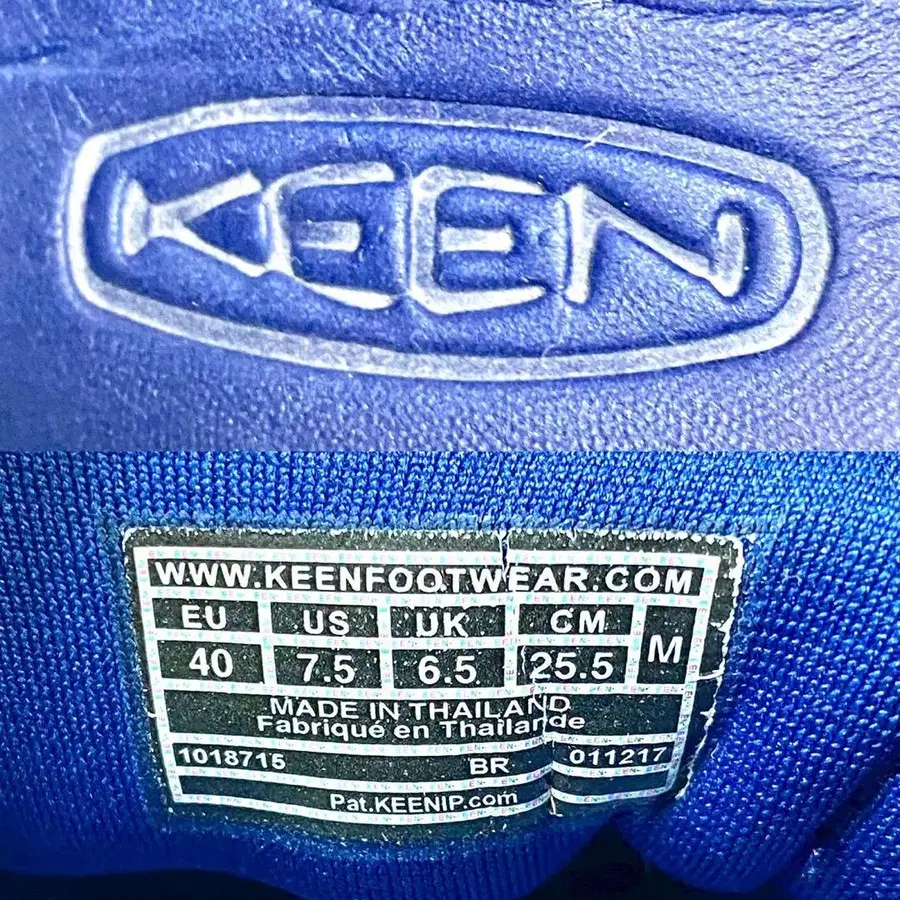 KEEN
WWW.KEENFOOTWEAR.COM
EU US UK CM M
40 7.5 6.5 25.5
MADE IN THAILAND
Fabriqué en Thaïlande
1018715 BR 011217
Pat.KEENIP.com